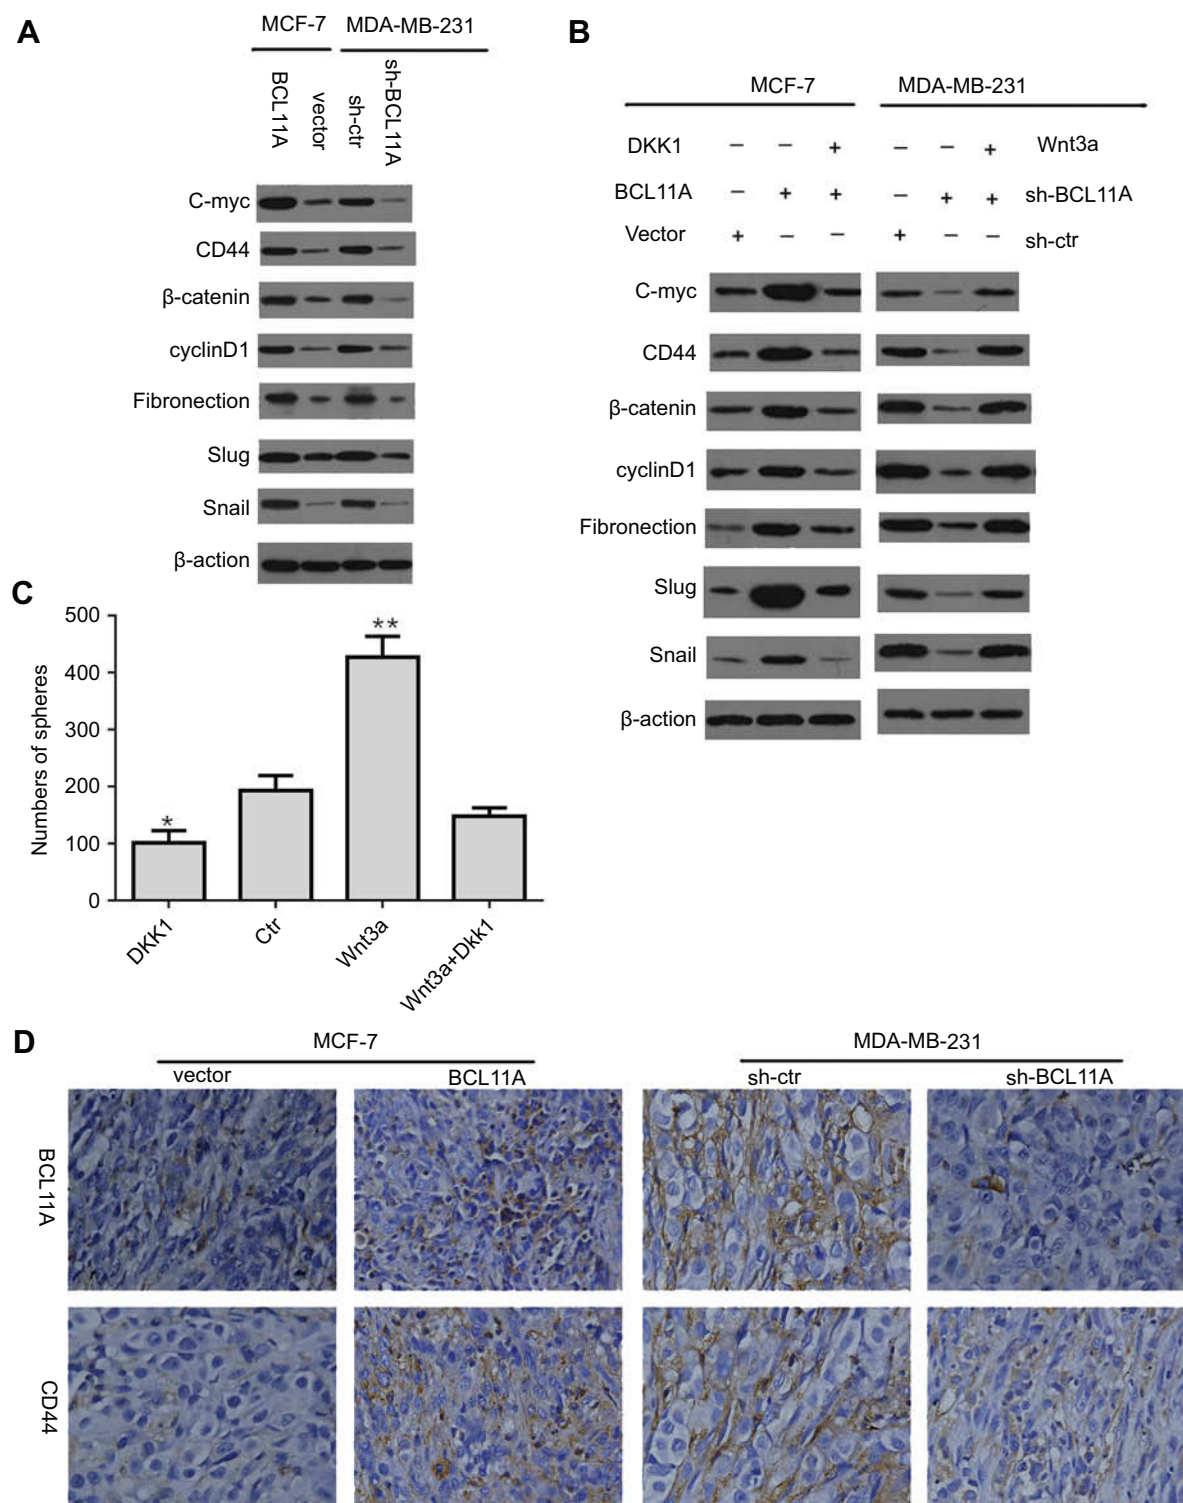 A
MCF-7 MDA-MB-231
BCL11A vector sh-ctr sh-BCL11A
C-myc
CD44
β-catenin
cyclinD1
Fibronection
Slug
Snail
β-action
B
MCF-7 MDA-MB-231
DKK1 − − + − − + Wnt3a
BCL11A − + + − + + sh-BCL11A
Vector + − − + − − sh-ctr
C-myc
CD44
β-catenin
cyclinD1
Fibronection
Slug
Snail
β-action
C
Numbers of spheres
500
400
300
200
100
0
*
**
DKK1 Ctr Wnt3a Wnt3a+Dkk1
D
MCF-7 MDA-MB-231
vector BCL11A sh-ctr sh-BCL11A
BCL11A
CD44